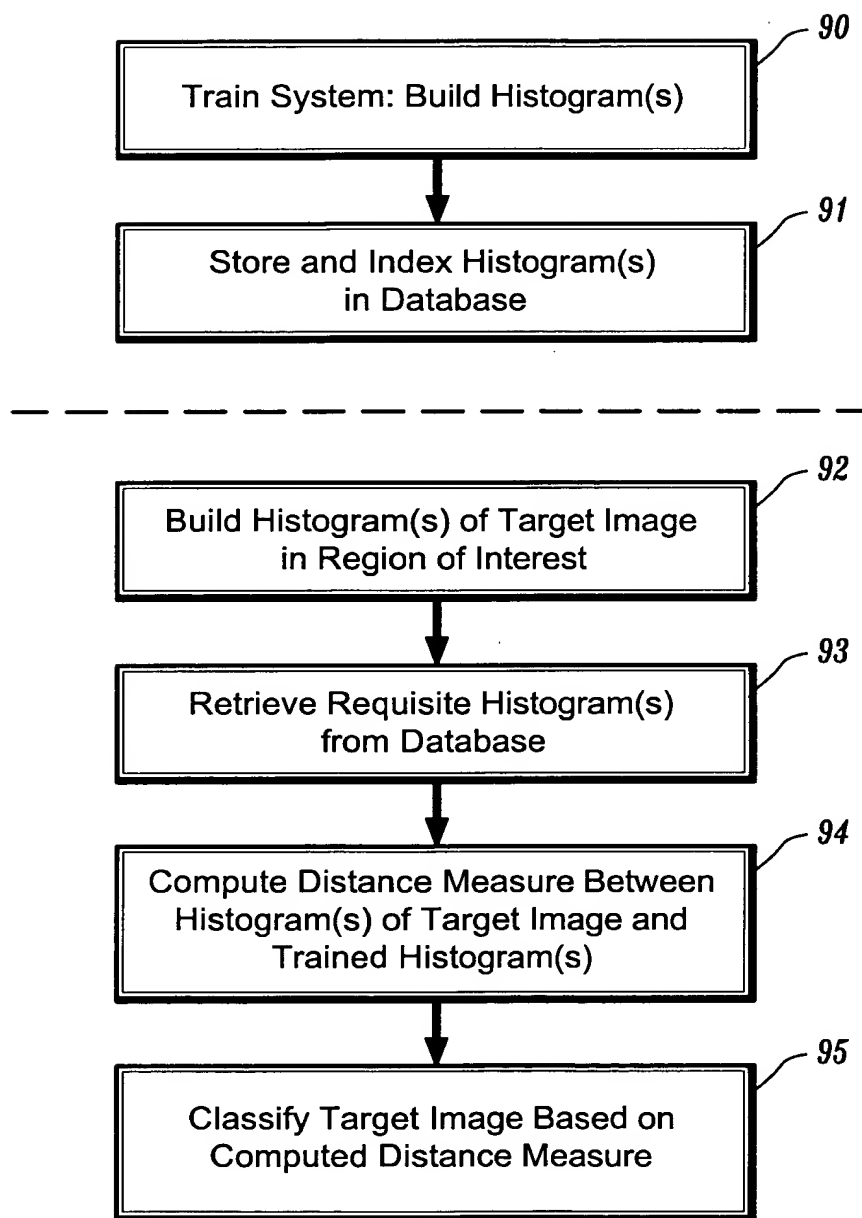 90
Train System: Build Histogram(s)
91
Store and Index Histogram(s)
in Database
92
Build Histogram(s) of Target Image
in Region of Interest
93
Retrieve Requisite Histogram(s)
from Database
94
Compute Distance Measure Between
Histogram(s) of Target Image and
Trained Histogram(s)
95
Classify Target Image Based on
Computed Distance Measure